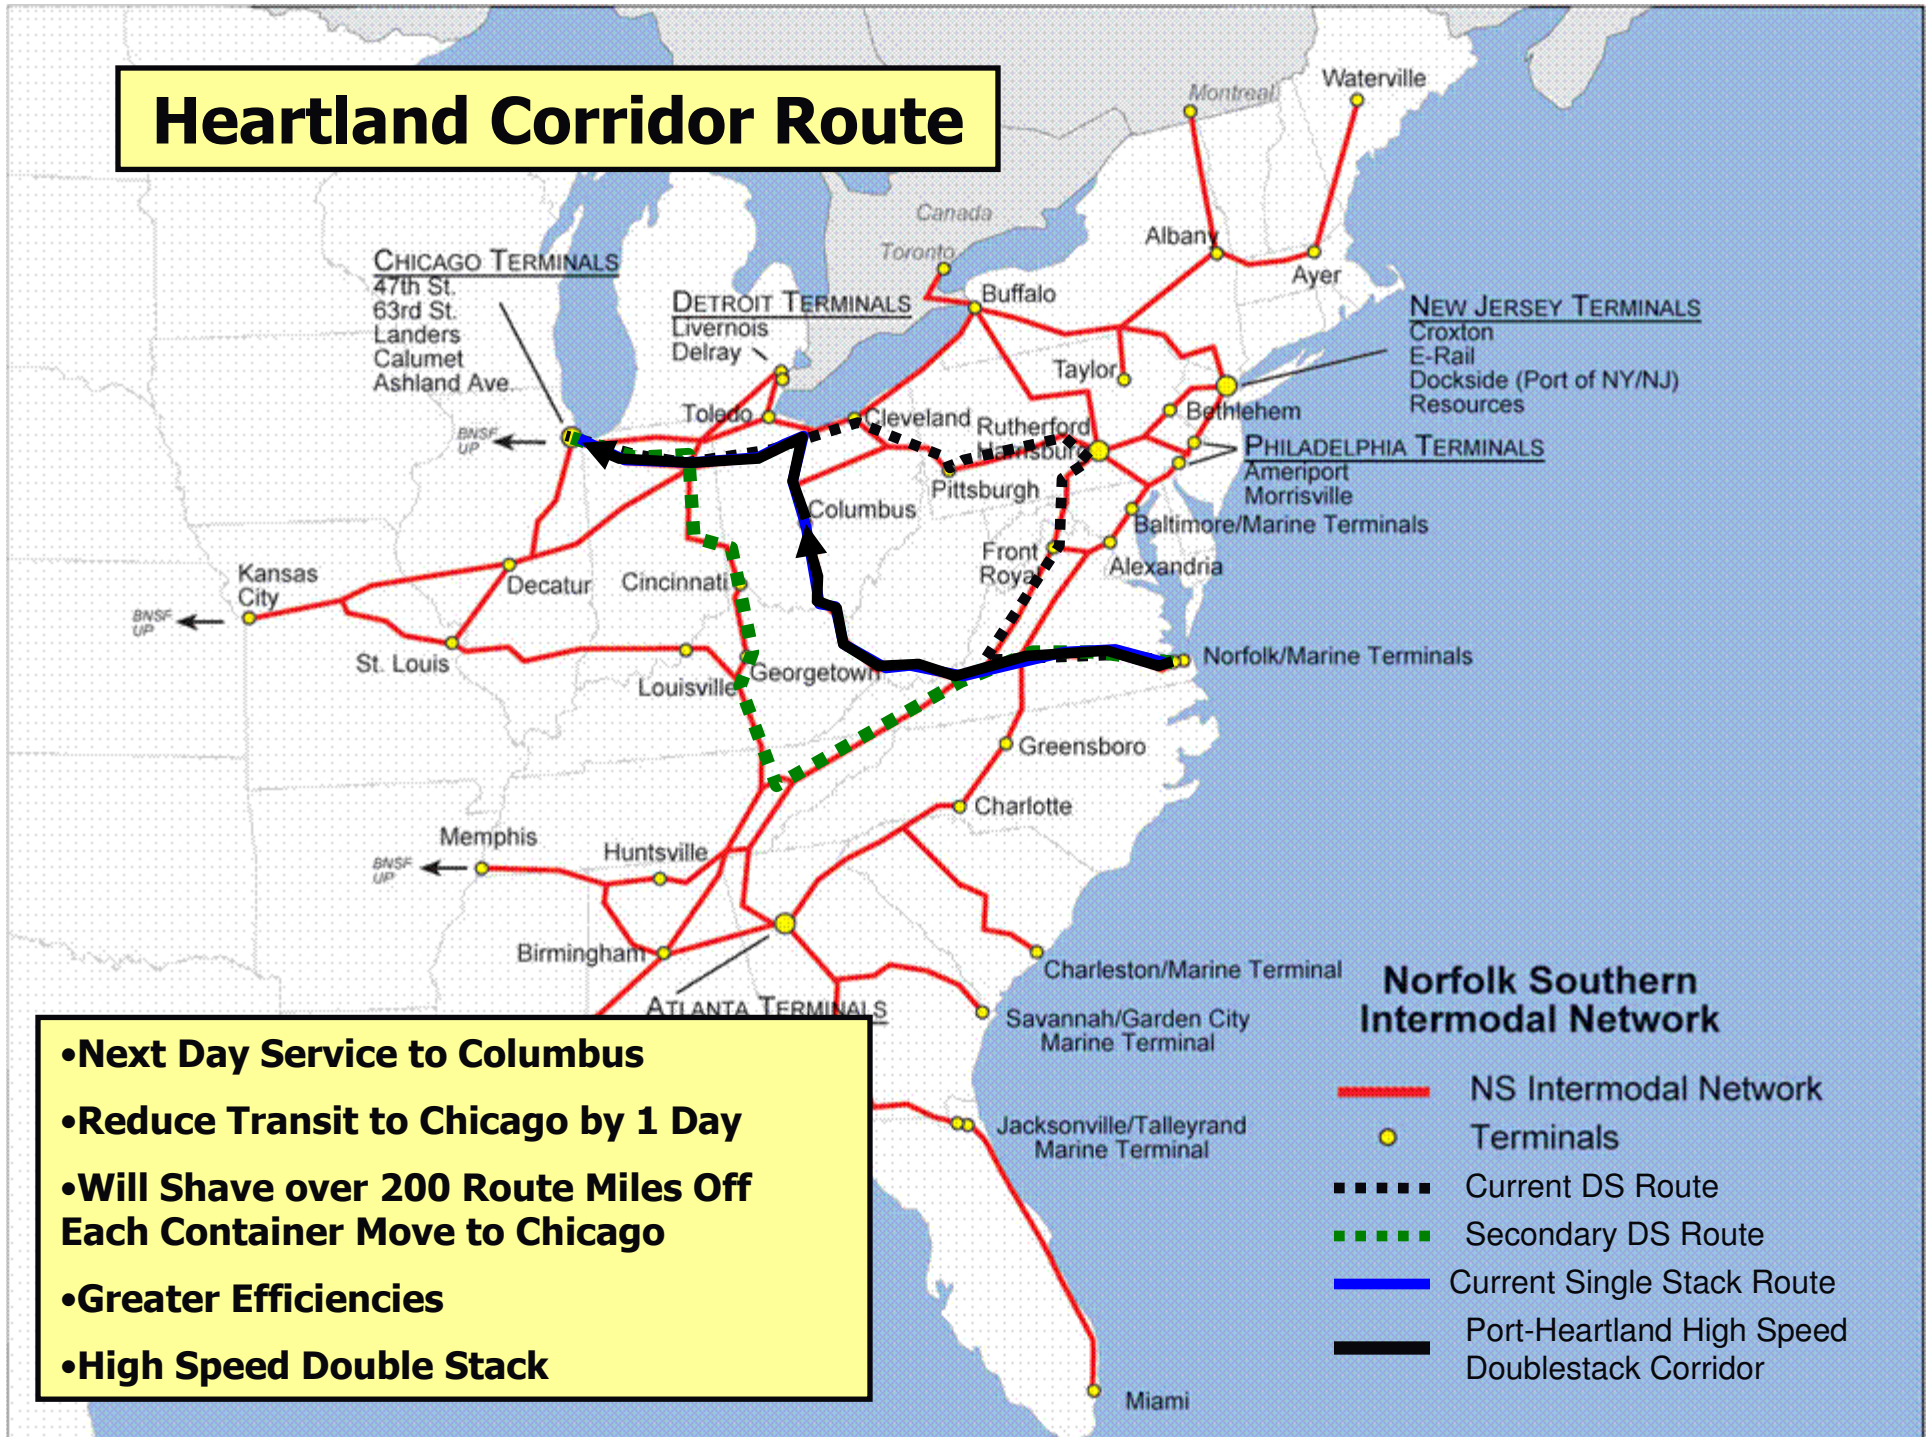 Heartland Corridor Route
Montreal
Waterville
Canada
Toronto
Albany
Ayer
Buffalo
CHICAGO TERMINALS
47th St.
63rd St.
Landers
Calumet
Ashland Ave.
DETROIT TERMINALS
Livernois
Delray
NEW JERSEY TERMINALS
Croxton
E-Rail
Dockside (Port of NY/NJ)
Resources
Taylor
Toledo
Cleveland
Rutherford
Harrisburg
Bethlehem
BNSF
UP
PHILADELPHIA TERMINALS
Ameriport
Morrisville
Pittsburgh
Columbus
Baltimore/Marine Terminals
Front
Royal
Alexandria
Kansas
City
Decatur
Cincinnati
BNSF
UP
St. Louis
Louisville
Georgetown
Norfolk/Marine Terminals
Greensboro
Charlotte
Memphis
Huntsville
BNSF
UP
Birmingham
ATLANTA TERMINALS
Charleston/Marine Terminal
Savannah/Garden City
Marine Terminal
Jacksonville/Talleyrand
Marine Terminal
Miami
•Next Day Service to Columbus
•Reduce Transit to Chicago by 1 Day
•Will Shave over 200 Route Miles Off
Each Container Move to Chicago
•Greater Efficiencies
•High Speed Double Stack
Norfolk Southern
Intermodal Network
NS Intermodal Network
Terminals
Current DS Route
Secondary DS Route
Current Single Stack Route
Port-Heartland High Speed
Doublestack Corridor